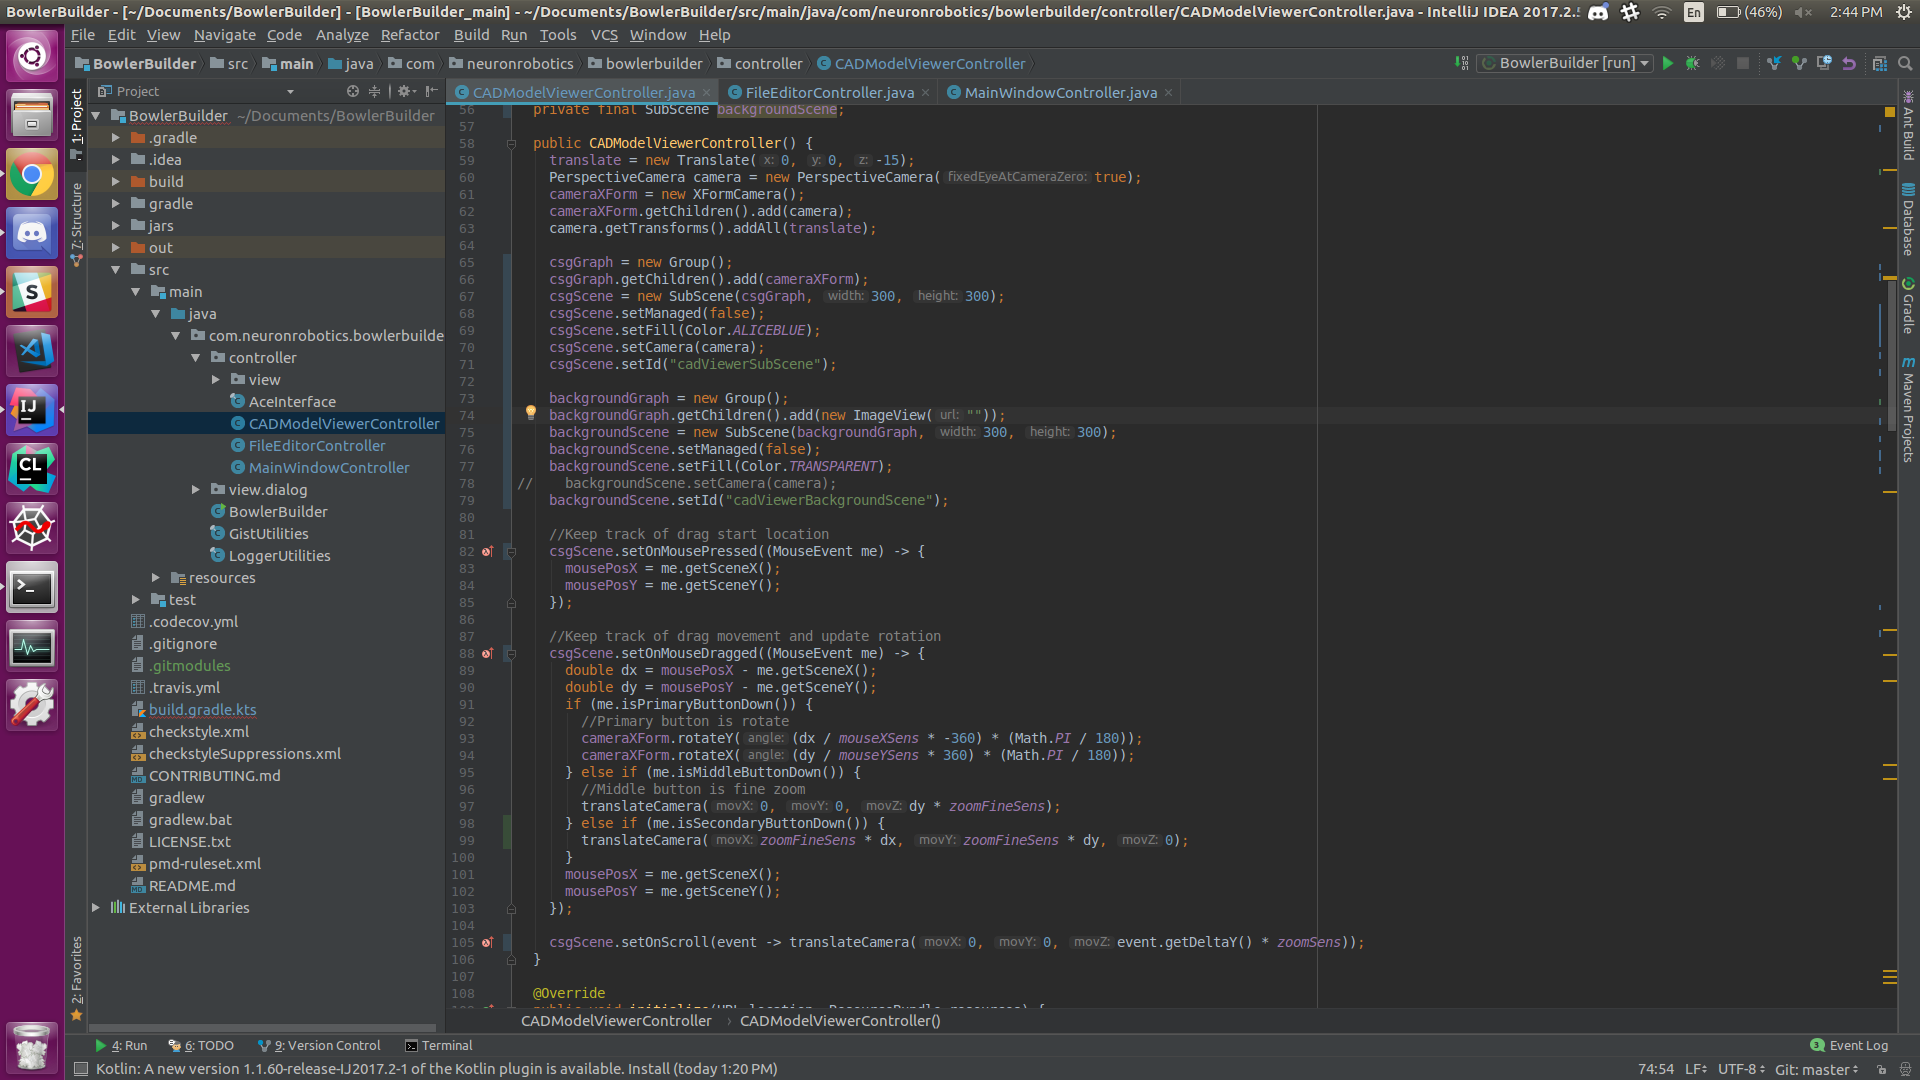 BowlerBuilder - [~/Documents/BowlerBuilder] - [BowlerBuilder_main] - ~/Documents/BowlerBuilder/src/main/java/com/neuronrobotics/bowlerbuilder/controller/CADModelViewerController.java - IntelliJ IDEA 2017.2.
En (46%) 2:44 PM
File Edit View Navigate Code Analyze Refactor Build Run Tools VCS Window Help
BowlerBuilder src main java com neuronrobotics bowlerbuilder controller CADModelViewerController
BowlerBuilder [run]
Project
CADModelViewerController.java FileEditorController.java MainWindowController.java
1: Project
7: Structure
2: Favorites
BowlerBuilder ~/Documents/BowlerBuilder
.gradle
.idea
build
gradle
jars
out
src
main
java
com.neuronrobotics.bowlerbuilde
controller
view
AceInterface
CADModelViewerController
FileEditorController
MainWindowController
view.dialog
BowlerBuilder
GistUtilities
LoggerUtilities
resources
test
.codecov.yml
.gitignore
.gitmodules
.travis.yml
build.gradle.kts
checkstyle.xml
checkstyleSuppressions.xml
CONTRIBUTING.md
gradlew
gradlew.bat
LICENSE.txt
pmd-ruleset.xml
README.md
External Libraries
56 private final SubScene backgroundScene;
57
58 public CADModelViewerController() {
59 translate = new Translate( x: 0, y: 0, z: -15);
60 PerspectiveCamera camera = new PerspectiveCamera( fixedEyeAtCameraZero: true);
61 cameraXForm = new XFormCamera();
62 cameraXForm.getChildren().add(camera);
63 camera.getTransforms().addAll(translate);
64
65 csgGraph = new Group();
66 csgGraph.getChildren().add(cameraXForm);
67 csgScene = new SubScene(csgGraph, width: 300, height: 300);
68 csgScene.setManaged(false);
69 csgScene.setFill(Color.ALICEBLUE);
70 csgScene.setCamera(camera);
71 csgScene.setId("cadViewerSubScene");
72
73 backgroundGraph = new Group();
74 backgroundGraph.getChildren().add(new ImageView( url: ""));
75 backgroundScene = new SubScene(backgroundGraph, width: 300, height: 300);
76 backgroundScene.setManaged(false);
77 backgroundScene.setFill(Color.TRANSPARENT);
78 // backgroundScene.setCamera(camera);
79 backgroundScene.setId("cadViewerBackgroundScene");
80
81 //Keep track of drag start location
82 csgScene.setOnMousePressed((MouseEvent me) -> {
83 mousePosX = me.getSceneX();
84 mousePosY = me.getSceneY();
85 });
86
87 //Keep track of drag movement and update rotation
88 csgScene.setOnMouseDragged((MouseEvent me) -> {
89 double dx = mousePosX - me.getSceneX();
90 double dy = mousePosY - me.getSceneY();
91 if (me.isPrimaryButtonDown()) {
92 //Primary button is rotate
93 cameraXForm.rotateY( angle: (dx / mouseXSens * -360) * (Math.PI / 180));
94 cameraXForm.rotateX( angle: (dy / mouseYSens * 360) * (Math.PI / 180));
95 } else if (me.isMiddleButtonDown()) {
96 //Middle button is fine zoom
97 translateCamera( movX: 0, movY: 0, movZ: dy * zoomFineSens);
98 } else if (me.isSecondaryButtonDown()) {
99 translateCamera( movX: zoomFineSens * dx, movY: zoomFineSens * dy, movZ: 0);
100 }
101 mousePosX = me.getSceneX();
102 mousePosY = me.getSceneY();
103 });
104
105 csgScene.setOnScroll(event -> translateCamera( movX: 0, movY: 0, movZ: event.getDeltaY() * zoomSens));
106 }
107
108 @Override
Ant Build
Database
Gradle
Maven Projects
CADModelViewerController CADModelViewerController()
4: Run 6: TODO 9: Version Control Terminal 3 Event Log
Kotlin: A new version 1.1.60-release-IJ2017.2-1 of the Kotlin plugin is available. Install (today 1:20 PM) 74:54 LF UTF-8 Git: master